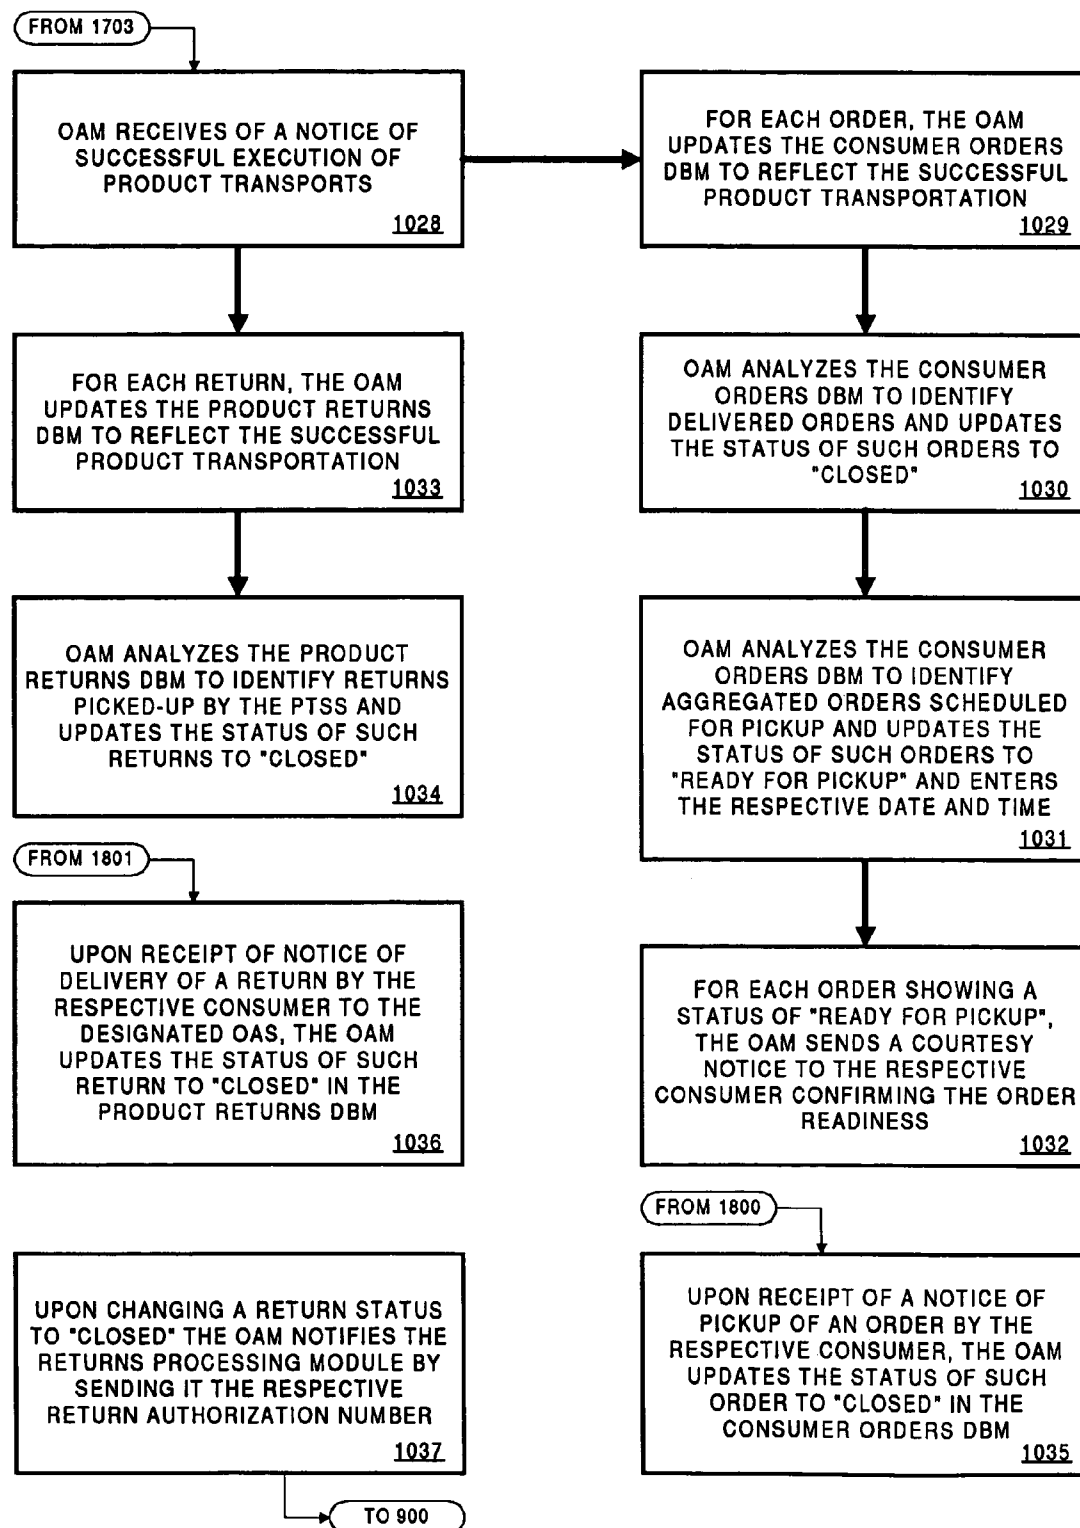 FROM 1703
OAM RECEIVES OF A NOTICE OF
SUCCESSFUL EXECUTION OF
PRODUCT TRANSPORTS
1028
FOR EACH ORDER, THE OAM
UPDATES THE CONSUMER ORDERS
DBM TO REFLECT THE SUCCESSFUL
PRODUCT TRANSPORTATION
1029
FOR EACH RETURN, THE OAM
UPDATES THE PRODUCT RETURNS
DBM TO REFLECT THE SUCCESSFUL
PRODUCT TRANSPORTATION
1033
OAM ANALYZES THE CONSUMER
ORDERS DBM TO IDENTIFY
DELIVERED ORDERS AND UPDATES
THE STATUS OF SUCH ORDERS TO
"CLOSED"
1030
OAM ANALYZES THE PRODUCT
RETURNS DBM TO IDENTIFY RETURNS
PICKED-UP BY THE PTSS AND
UPDATES THE STATUS OF SUCH
RETURNS TO "CLOSED"
1034
OAM ANALYZES THE CONSUMER
ORDERS DBM TO IDENTIFY
AGGREGATED ORDERS SCHEDULED
FOR PICKUP AND UPDATES THE
STATUS OF SUCH ORDERS TO
"READY FOR PICKUP" AND ENTERS
THE RESPECTIVE DATE AND TIME
1031
FROM 1801
UPON RECEIPT OF NOTICE OF
DELIVERY OF A RETURN BY THE
RESPECTIVE CONSUMER TO THE
DESIGNATED OAS, THE OAM
UPDATES THE STATUS OF SUCH
RETURN TO "CLOSED" IN THE
PRODUCT RETURNS DBM
1036
FOR EACH ORDER SHOWING A
STATUS OF "READY FOR PICKUP",
THE OAM SENDS A COURTESY
NOTICE TO THE RESPECTIVE
CONSUMER CONFIRMING THE ORDER
READINESS
1032
FROM 1800
UPON CHANGING A RETURN STATUS
TO "CLOSED" THE OAM NOTIFIES THE
RETURNS PROCESSING MODULE BY
SENDING IT THE RESPECTIVE
RETURN AUTHORIZATION NUMBER
1037
UPON RECEIPT OF A NOTICE OF
PICKUP OF AN ORDER BY THE
RESPECTIVE CONSUMER, THE OAM
UPDATES THE STATUS OF SUCH
ORDER TO "CLOSED" IN THE
CONSUMER ORDERS DBM
1035
TO 900